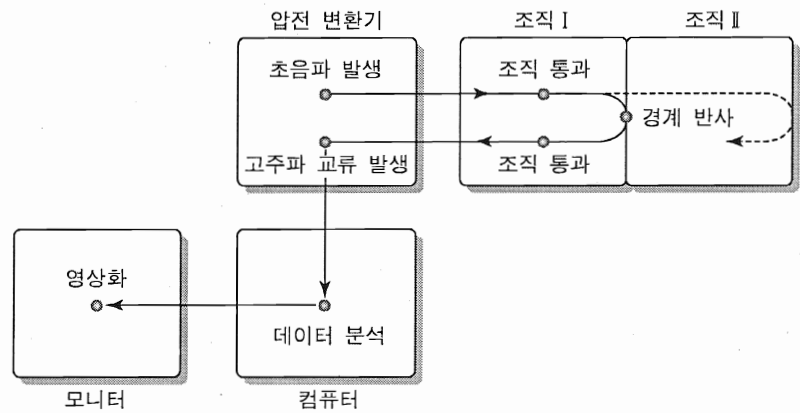 압전 변환기
조직 Ⅰ
조직 Ⅱ
초음파 발생
조직 통과
경계 반사
고주파 교류 발생
조직 통과
영상화
데이터 분석
모니터
컴퓨터